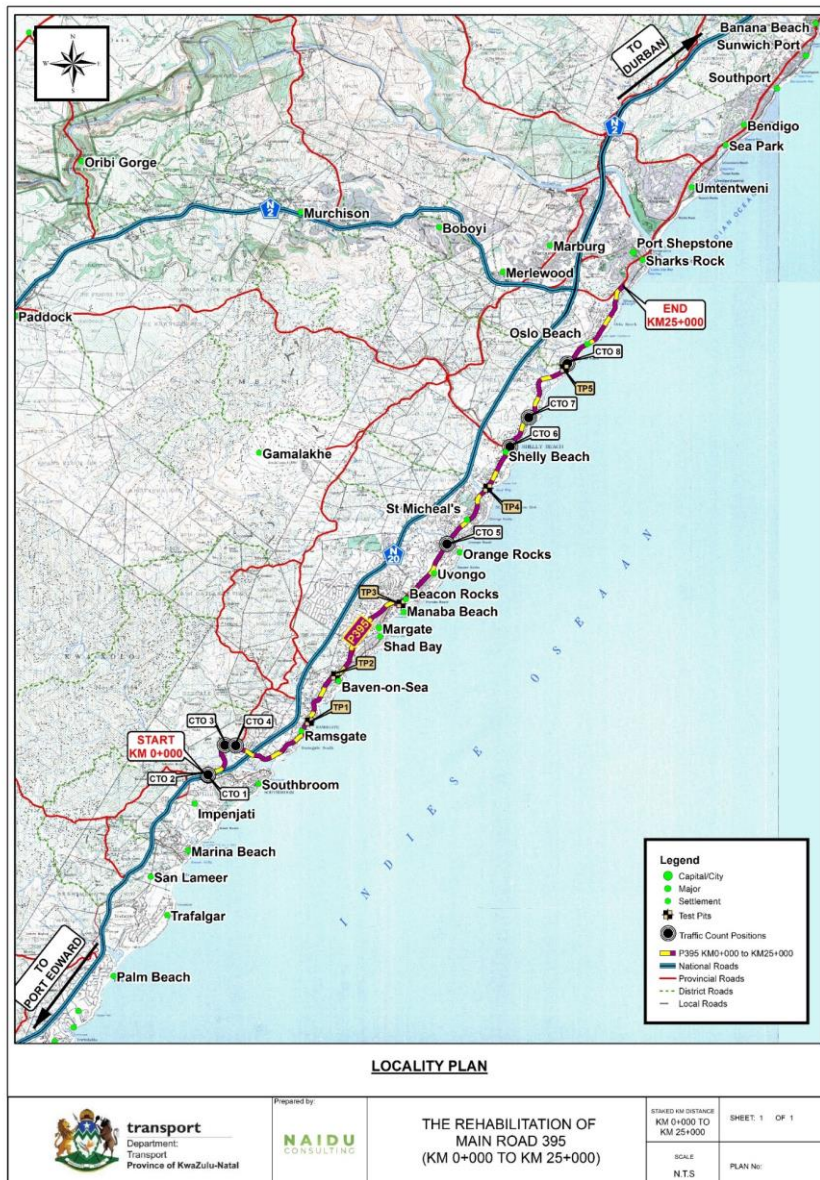 N
W
E
S
TO
DURBAN
Banana Beach
Sunwich Port
Southport
N
2
Bendigo
Sea Park
Oribi Gorge
Umtentweni
N
2
Murchison
Boboyi
Marburg
Port Shepstone
Sharks Rock
Merlewood
Paddock
END
KM25+000
Oslo Beach
CTO 8
TP5
CTO 7
CTO 6
SHELLY BEACH
Shelly Beach
Gamalakhe
TP4
St Micheal's
CTO 5
Orange Rocks
N
20
Uvongo
TP3
Beacon Rocks
Manaba Beach
P395
Margate
Shad Bay
TP2
Baven-on-Sea
TP1
Ramsgate
CTO 3
CTO 4
START
KM 0+000
CTO 2
CTO 1
Southbroom
Impenjati
Marina Beach
San Lameer
Trafalgar
TO
PORT EDWARD
Palm Beach
INDIESE OSEAAN
Legend
Capital/City
Major
Settlement
Test Pits
Traffic Count Positions
P395 KM0+000 to KM25+000
National Roads
Provincial Roads
District Roads
Local Roads
LOCALITY PLAN
transport
Department:
Transport
Province of KwaZulu-Natal
Prepared by:
NAIDU
CONSULTING
THE REHABILITATION OF
MAIN ROAD 395
(KM 0+000 TO KM 25+000)
STAKED KM DISTANCE
KM 0+000 TO
KM 25+000
SCALE
N.T.S
SHEET: 1 OF 1
PLAN No: